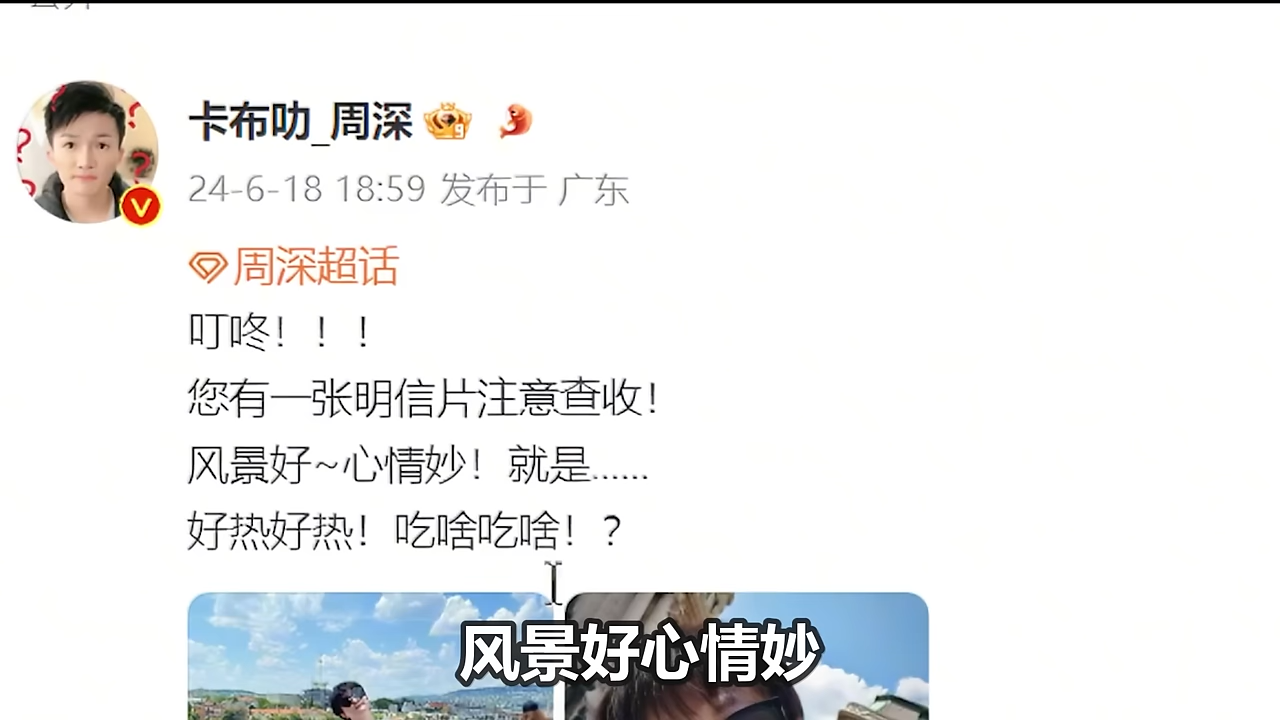 卡布叻_周深
24-6-18 18:59 发布于 广东
周深超话
叮咚！！！
您有一张明信片注意查收！
风景好~心情妙！就是……
好热好热！吃啥吃啥！？
风景好心情妙